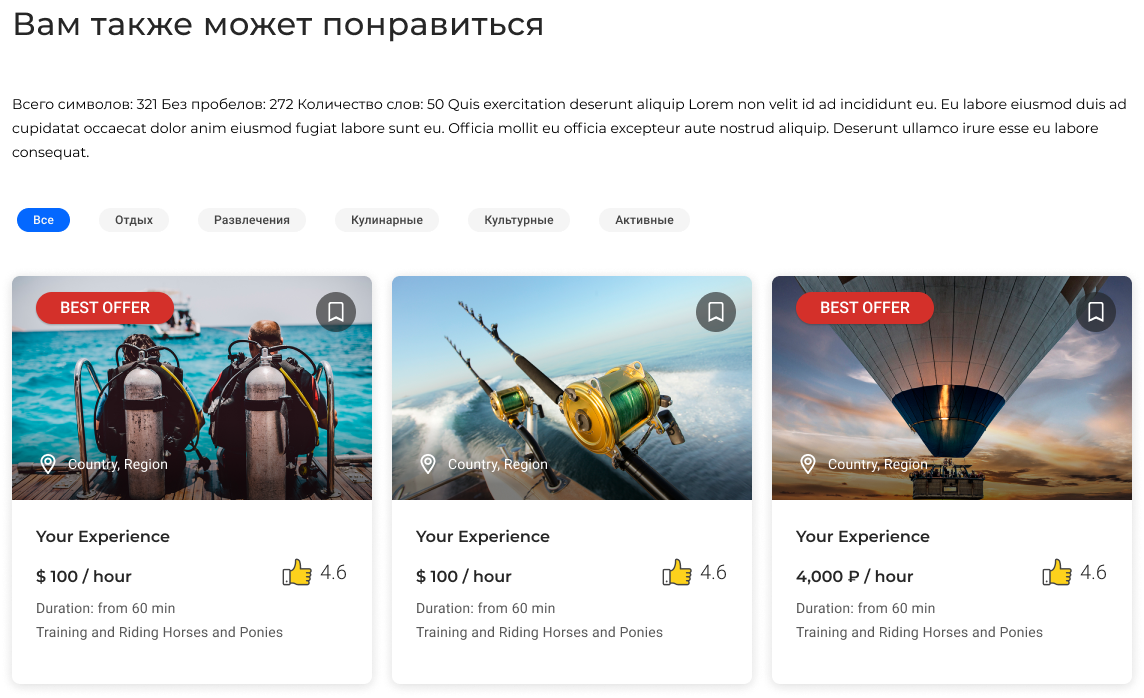 Вам также может понравиться
Всего символов: 321 Без пробелов: 272 Количество слов: 50 Quis exercitation deserunt aliquip Lorem non velit id ad incididunt eu. Eu labore eiusmod duis ad
cupidatat occaecat dolor anim eiusmod fugiat labore sunt eu. Officia mollit eu officia excepteur aute nostrud aliquip. Deserunt ullamco irure esse eu labore
consequat.
Все Отдых Развлечения Кулинарные Культурные Активные
BEST OFFER
Country, Region
Your Experience
$ 100 / hour 4.6
Duration: from 60 min
Training and Riding Horses and Ponies
Country, Region
Your Experience
$ 100 / hour 4.6
Duration: from 60 min
Training and Riding Horses and Ponies
BEST OFFER
Country, Region
Your Experience
4,000 ₽ / hour 4.6
Duration: from 60 min
Training and Riding Horses and Ponies